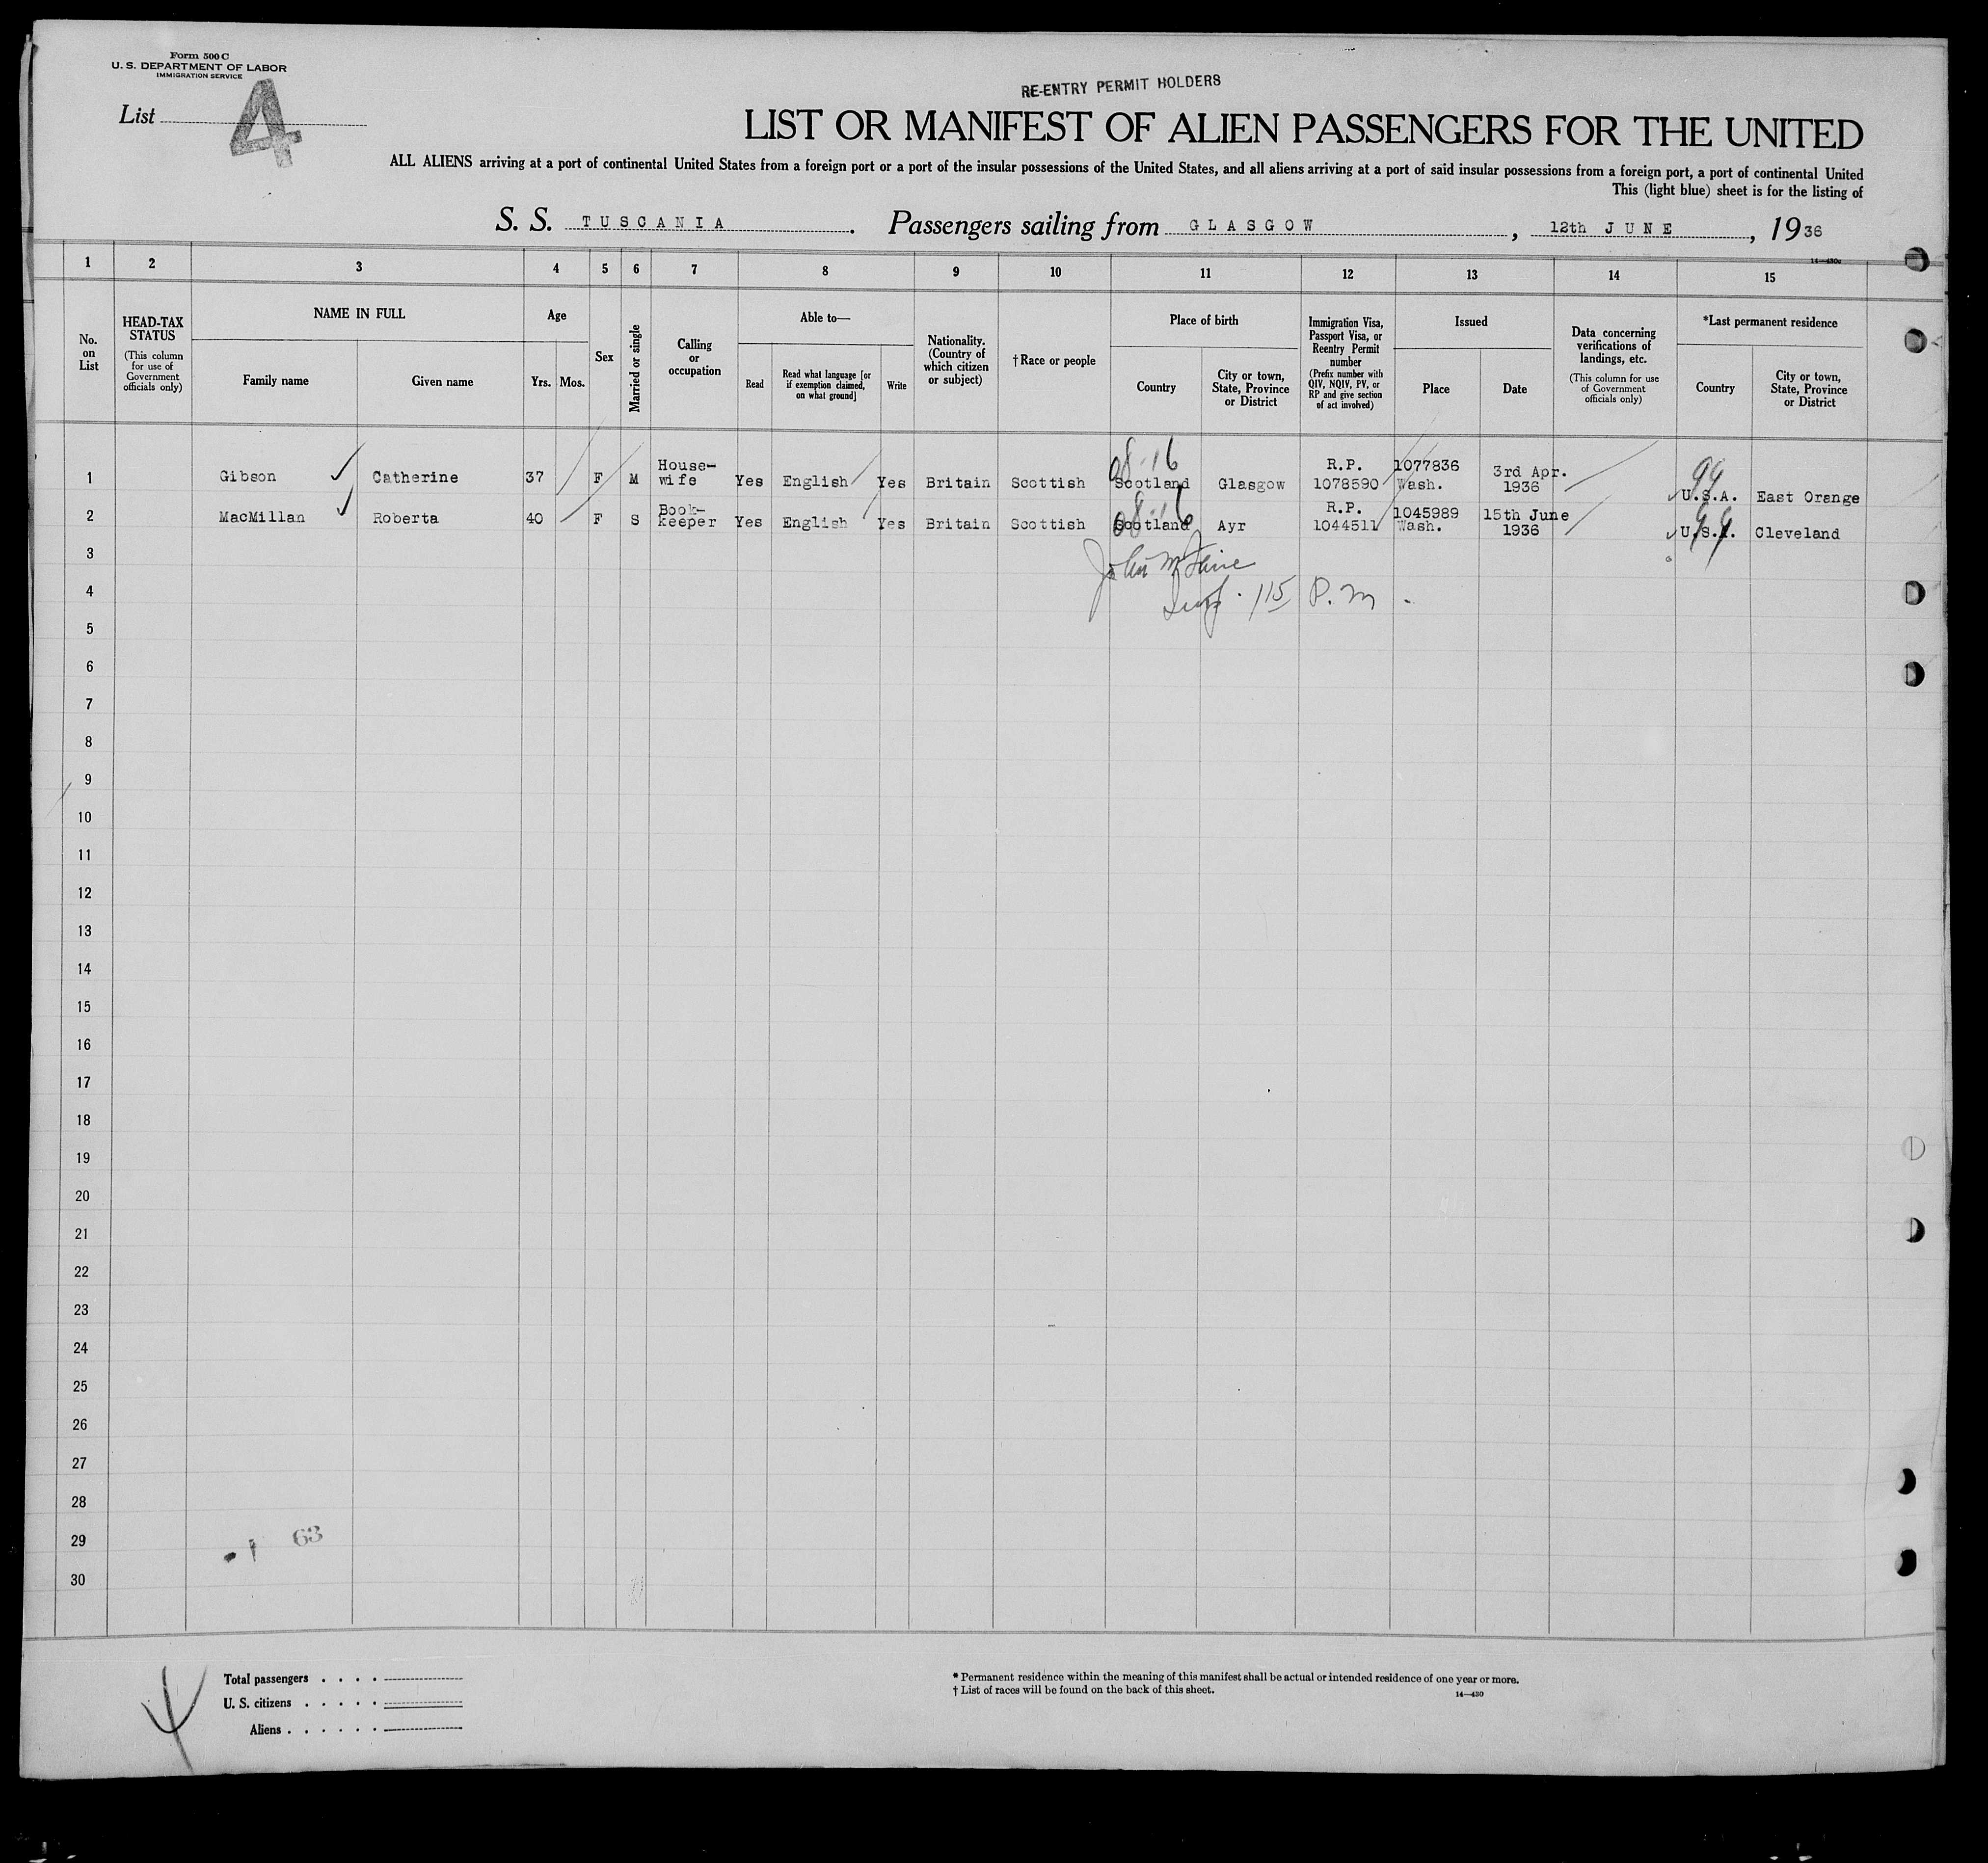 Form 500 C
U. S. DEPARTMENT OF LABOR
IMMIGRATION SERVICE
List 4
RE-ENTRY PERMIT HOLDERS
LIST OR MANIFEST OF ALIEN PASSENGERS FOR THE UNITED
ALL ALIENS arriving at a port of continental United States from a foreign port or a port of the insular possessions of the United States, and all aliens arriving at a port of said insular possessions from a foreign port, a port of continental United
This (light blue) sheet is for the listing of
S. S. TUSCANIA. Passengers sailing from GLASGOW, 12th JUNE, 1936
14—430c
1 2 3 4 5 6 7 8 9 10 11 12 13 14 15
No. on List
HEAD-TAX STATUS
(This column for use of Government officials only)
NAME IN FULL
Family name Given name
Age
Yrs. Mos.
Sex
Married or single
Calling or occupation
Able to—
Read
Read what language [or if exemption claimed, on what ground]
Write
Nationality. (Country of which citizen or subject)
†Race or people
Place of birth
Country
City or town, State, Province or District
Immigration Visa, Passport Visa, or Reentry Permit number
(Prefix number with QIV, NQIV, PV, or RP and give section of act involved)
Issued
Place Date
Data concerning verifications of landings, etc.
(This column for use of Government officials only)
*Last permanent residence
Country
City or town, State, Province or District
08-16
99
1 Gibson Catherine 37 F M House-wife Yes English Yes Britain Scottish Scotland Glasgow R.P. 1078590 1077836 Wash. 3rd Apr. 1936 U.S.A. East Orange
08-16
99
2 MacMillan Roberta 40 F S Book-keeper Yes English Yes Britain Scottish Scotland Ayr R.P. 1044511 1045989 Wash. 15th June 1936 U.S.A. Cleveland
3
John
4
115 P.M.
5
6
7
8
9
10
11
12
13
14
15
16
17
18
19
20
21
22
23
24
25
26
27
28
29
63
30
Total passengers . . . .
U. S. citizens . . . . .
Aliens . . . . . .
* Permanent residence within the meaning of this manifest shall be actual or intended residence of one year or more.
† List of races will be found on the back of this sheet.
14—430